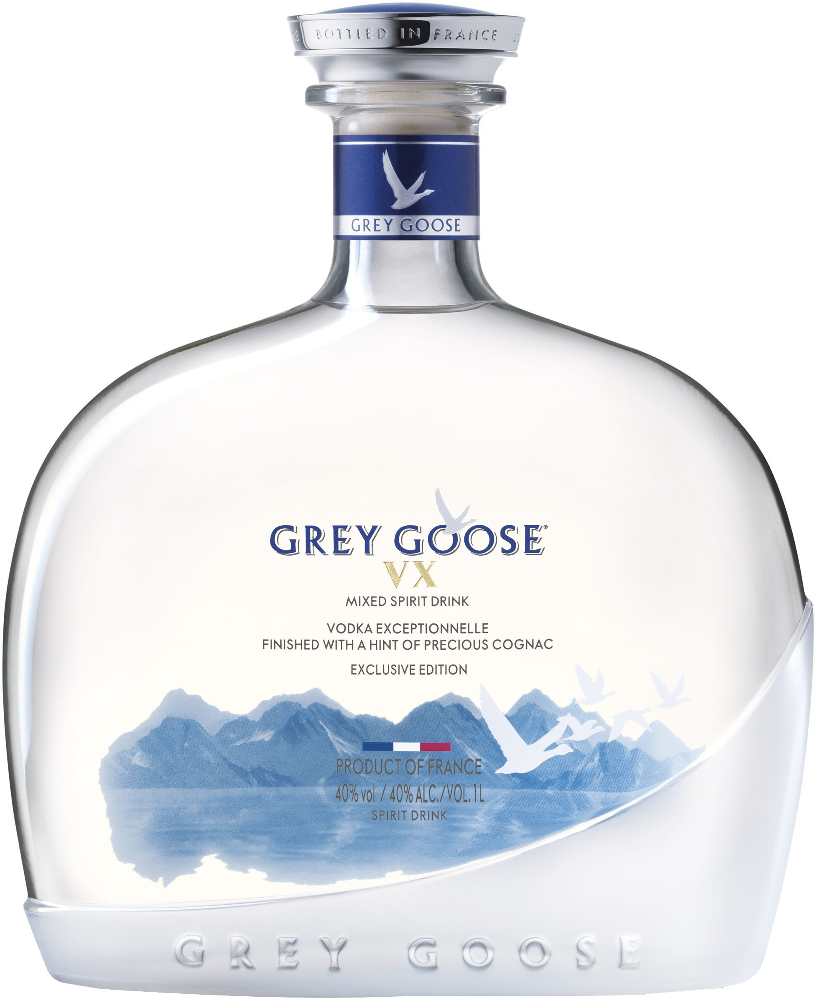 BOTTLED IN FRANCE
GREY GOOSE
GREY GOOSE®
VX
MIXED SPIRIT DRINK
VODKA EXCEPTIONNELLE
FINISHED WITH A HINT OF PRECIOUS COGNAC
EXCLUSIVE EDITION
PRODUCT OF FRANCE
40% vol / 40% ALC./VOL. 1 L
SPIRIT DRINK
GREY GOOSE